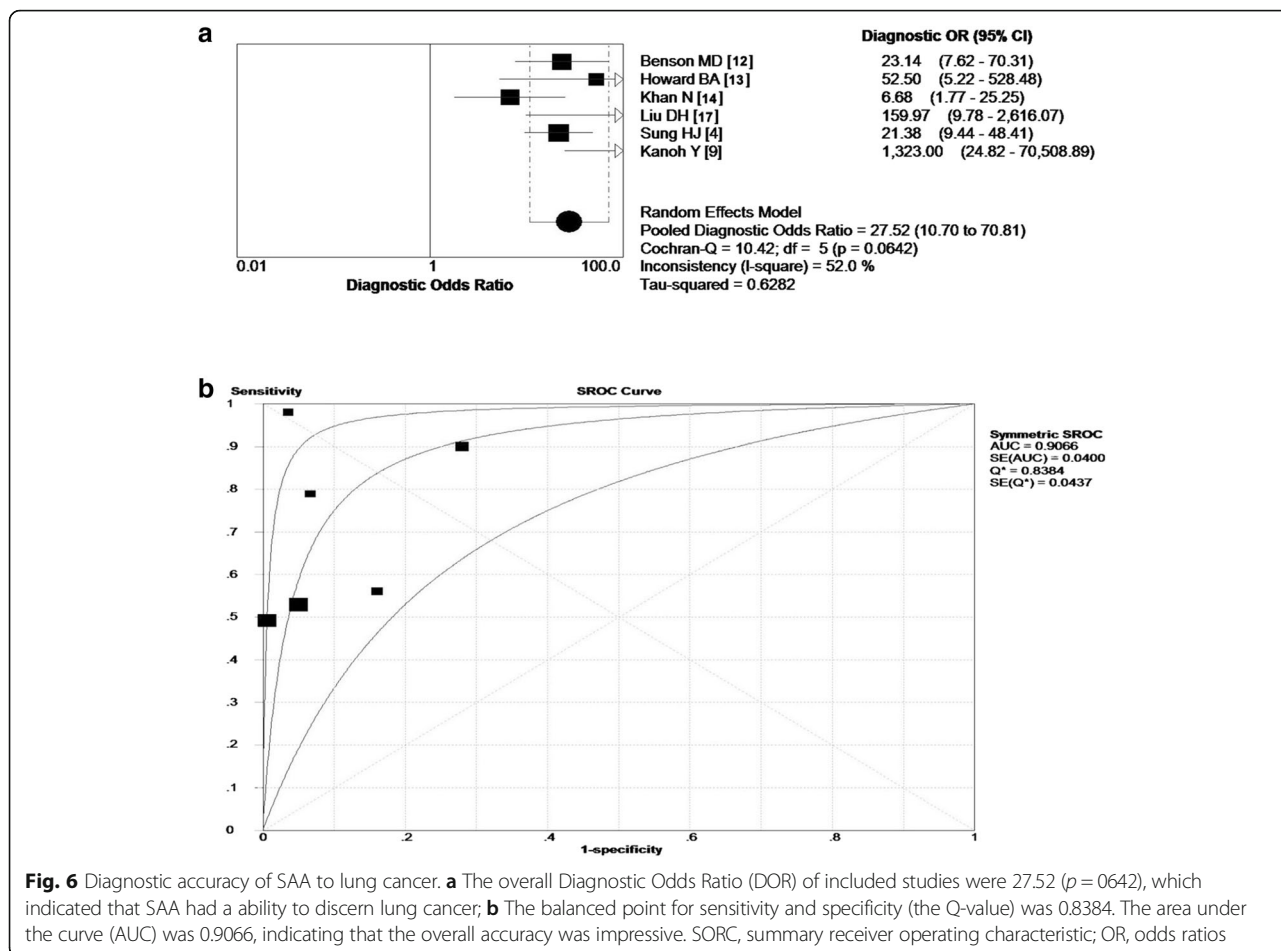 a
Diagnostic OR (95% CI)
Benson MD [12] 23.14 (7.62 - 70.31)
Howard BA [13] 52.50 (5.22 - 528.48)
Khan N [14] 6.68 (1.77 - 25.25)
Liu DH [17] 159.97 (9.78 - 2,616.07)
Sung HJ [4] 21.38 (9.44 - 48.41)
Kanoh Y [9] 1,323.00 (24.82 - 70,508.89)
Random Effects Model
Pooled Diagnostic Odds Ratio = 27.52 (10.70 to 70.81)
Cochran-Q = 10.42; df = 5 (p = 0.0642)
Inconsistency (I-square) = 52.0 %
Tau-squared = 0.6282
0.01 1 100.0
Diagnostic Odds Ratio
b
Sensitivity SROC Curve
1
.9
.8
.7
.6
.5
.4
.3
.2
.1
0
0 .2 .4 .6 .8 1
1-specificity
Symmetric SROC
AUC = 0.9066
SE(AUC) = 0.0400
Q* = 0.8384
SE(Q*) = 0.0437
Fig. 6 Diagnostic accuracy of SAA to lung cancer. a The overall Diagnostic Odds Ratio (DOR) of included studies were 27.52 (p = 0642), which
indicated that SAA had a ability to discern lung cancer; b The balanced point for sensitivity and specificity (the Q-value) was 0.8384. The area under
the curve (AUC) was 0.9066, indicating that the overall accuracy was impressive. SORC, summary receiver operating characteristic; OR, odds ratios